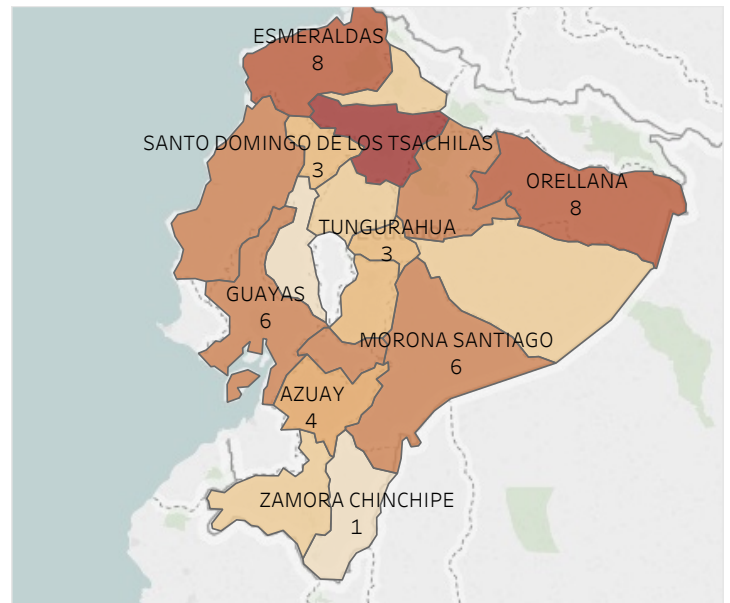 ESMERALDAS
8
SANTO DOMINGO DE LOS TSACHILAS
3
ORELLANA
8
TUNGURAHUA
3
GUAYAS
6
MORONA SANTIAGO
6
AZUAY
4
ZAMORA CHINCHIPE
1